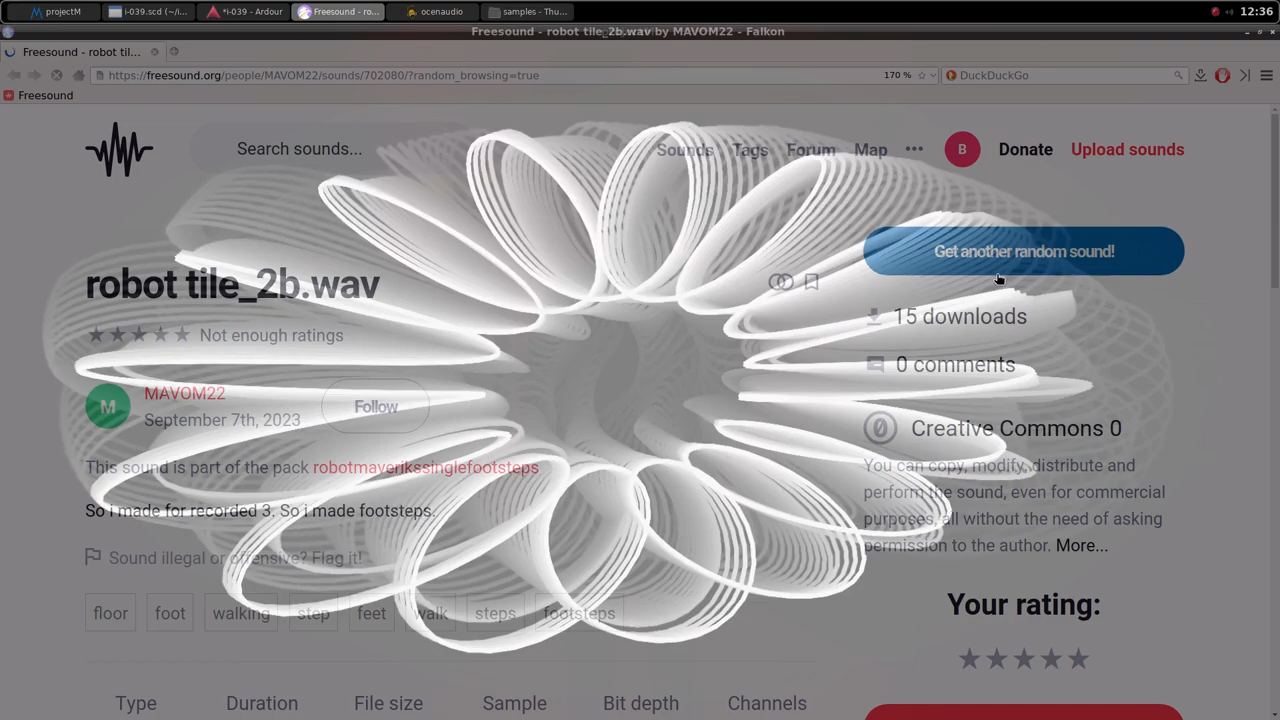 projectM
i-039.scd (~/i...
*i-039 - Ardour
Freesound - ro...
ocenaudio
samples - Thu...
12:36
Freesound - robot tile_2b.wav by MAVOM22 - Falkon
Freesound - robot til...
https://freesound.org/people/MAVOM22/sounds/702080/?random_browsing=true
170 %
DuckDuckGo
Freesound
Search sounds...
Sounds
Tags
Forum
Map
B
Donate
Upload sounds
Get another random sound!
robot tile_2b.wav
Not enough ratings
15 downloads
0 comments
M
MAVOM22
September 7th, 2023
Follow
Creative Commons 0
You can copy, modify, distribute and
perform the sound, even for commercial
purposes, all without the need of asking
permission to the author. More...
This sound is part of the pack robotmaverikssinglefootsteps
So i made for recorded 3. So i made footsteps.
Sound illegal or offensive? Flag it!
floor
foot
walking
step
feet
walk
steps
footsteps
Your rating:
Type
Duration
File size
Sample
Bit depth
Channels